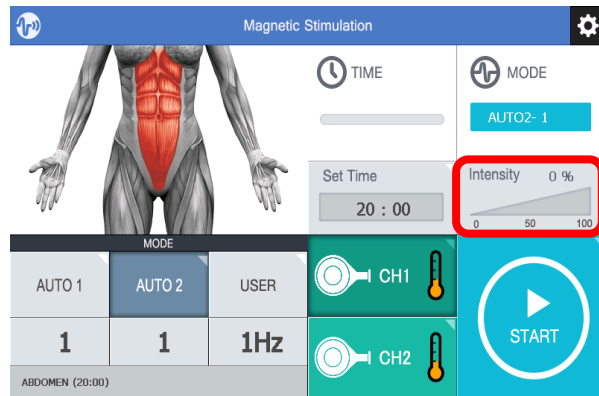 Magnetic Stimulation
TIME
MODE
AUTO2- 1
Set Time
20 : 00
Intensity 0 %
0 50 100
MODE
AUTO 1 AUTO 2 USER
1 1 1Hz
ABDOMEN (20:00)
CH1
CH2
START